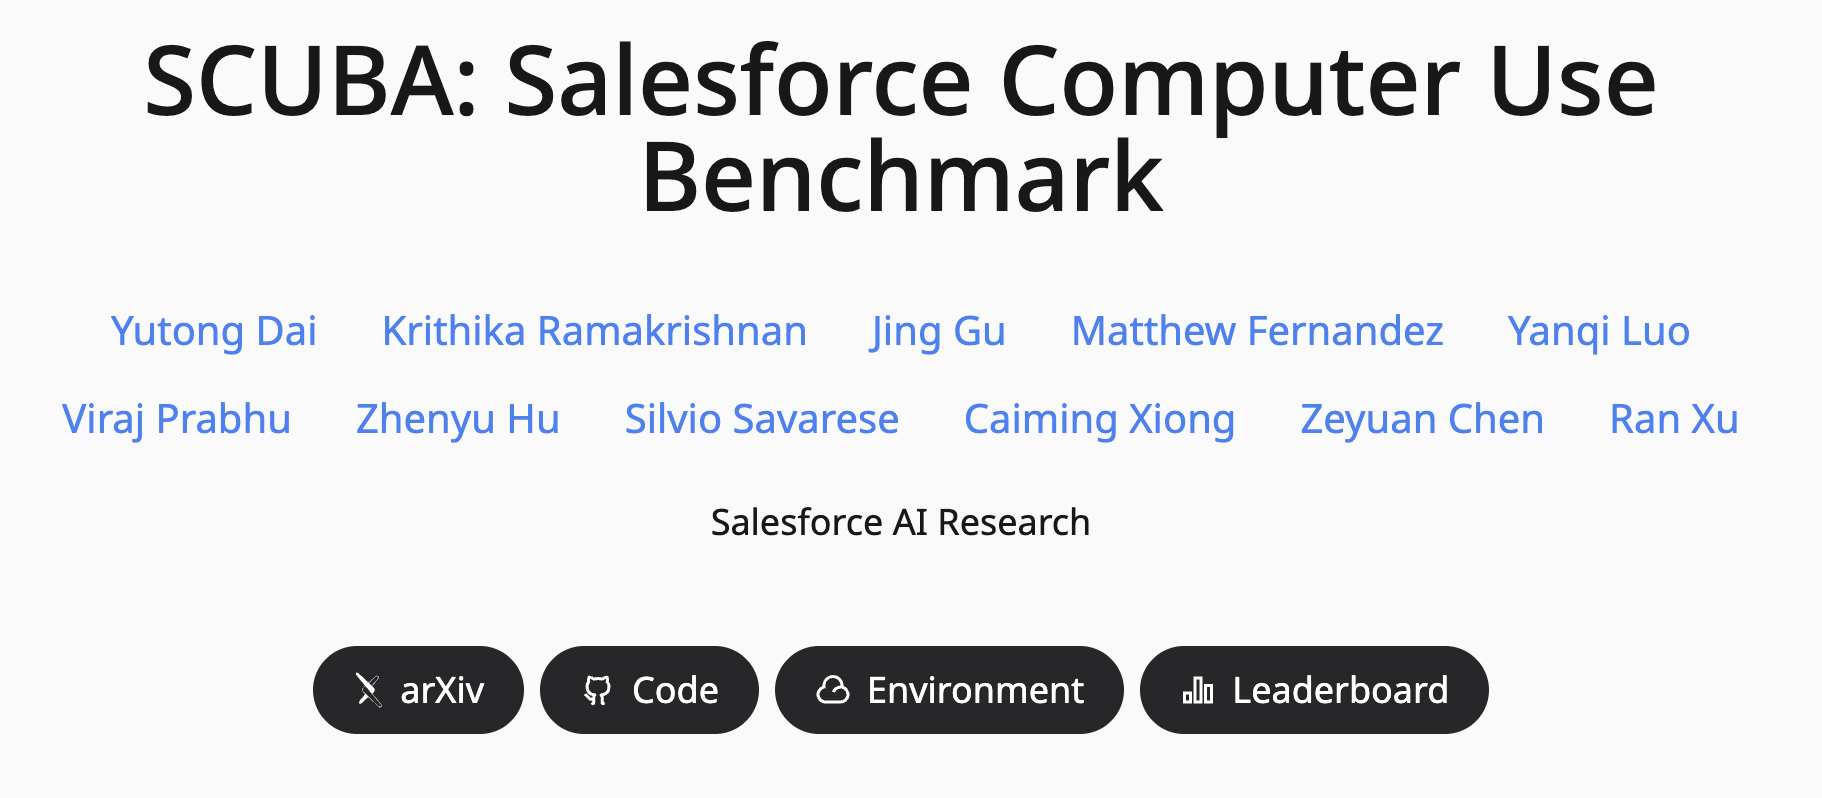 SCUBA: Salesforce Computer Use
Benchmark
Yutong Dai Krithika Ramakrishnan Jing Gu Matthew Fernandez Yanqi Luo
Viraj Prabhu Zhenyu Hu Silvio Savarese Caiming Xiong Zeyuan Chen Ran Xu
Salesforce AI Research
arXiv Code Environment Leaderboard